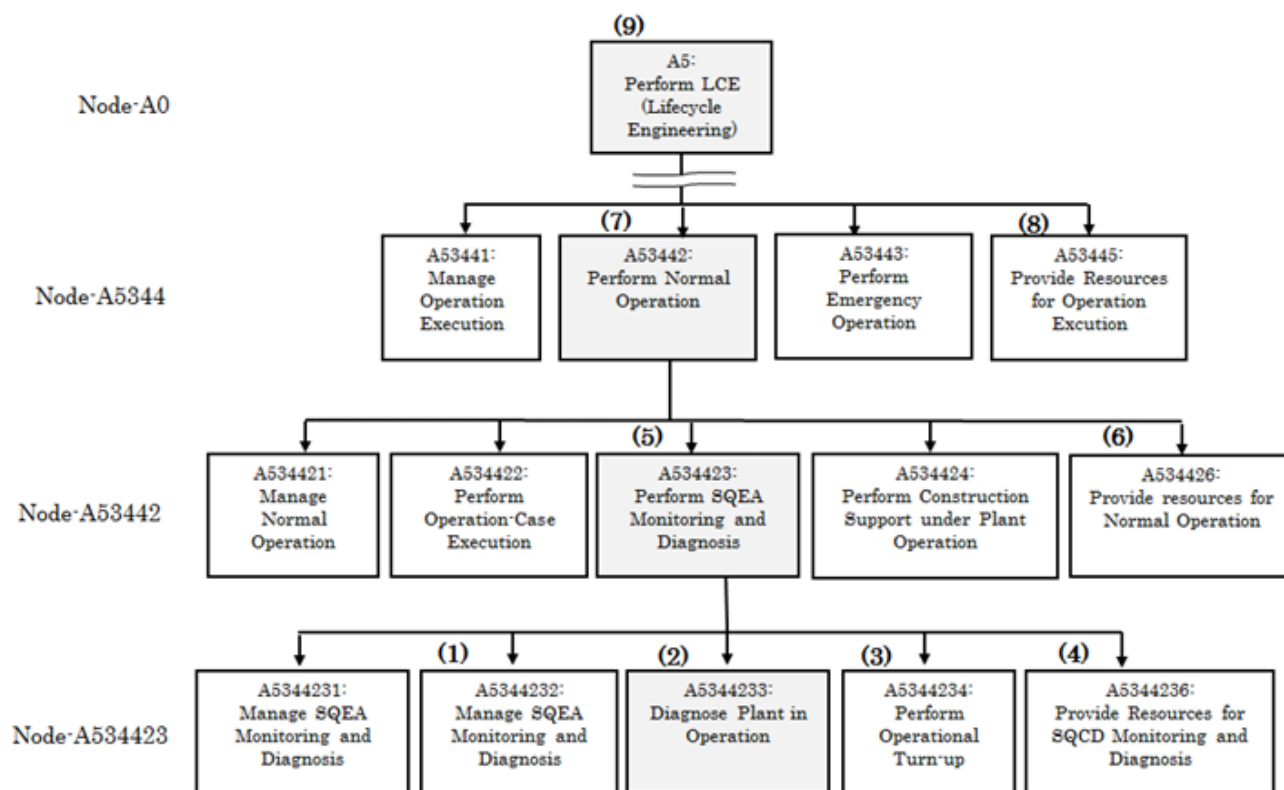 (9)
A5:
Perform LCE
(Lifecycle
Engineering)
Node-A0
(7)
(8)
A53441:
Manage
Operation
Execution
A53442:
Perform Normal
Operation
A53443:
Perform
Emergency
Operation
A53445:
Provide Resources
for Operation
Excution
Node-A5344
(5)
(6)
A534421:
Manage
Normal
Operation
A534422:
Perform
Operation-Case
Execution
A534423:
Perform SQEA
Monitoring and
Diagnosis
A534424:
Perform Construction
Support under Plant
Operation
A534426:
Provide resources for
Normal Operation
Node-A53442
(1)
(2)
(3)
(4)
A5344231:
Manage SQEA
Monitoring and
Diagnosis
A5344232:
Manage SQEA
Monitoring and
Diagnosis
A5344233:
Diagnose Plant in
Operation
A5344234:
Perform
Operational
Turn-up
A5344236:
Provide Resources for
SQCD Monitoring and
Diagnosis
Node-A534423